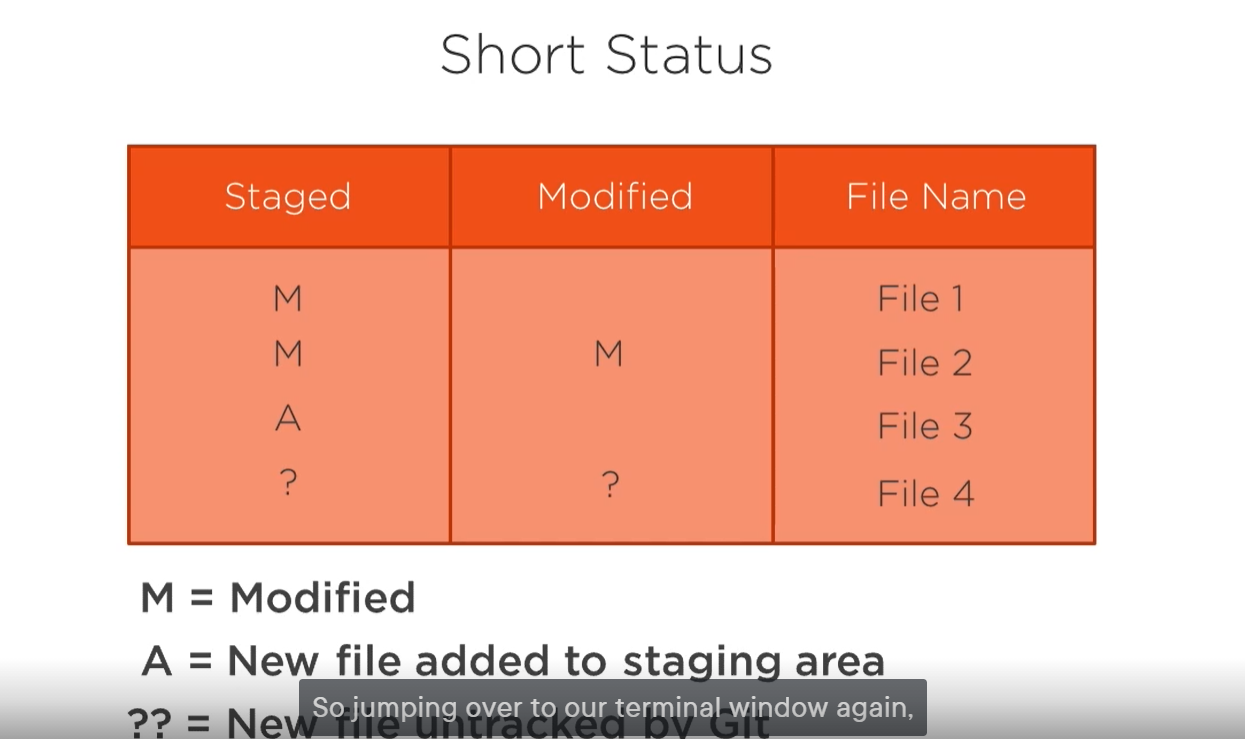 Short Status
Staged Modified File Name
M File 1
M M File 2
A File 3
? ? File 4
M = Modified
A = New file added to staging area
?? = New file untracked by Git
So jumping over to our terminal window again,